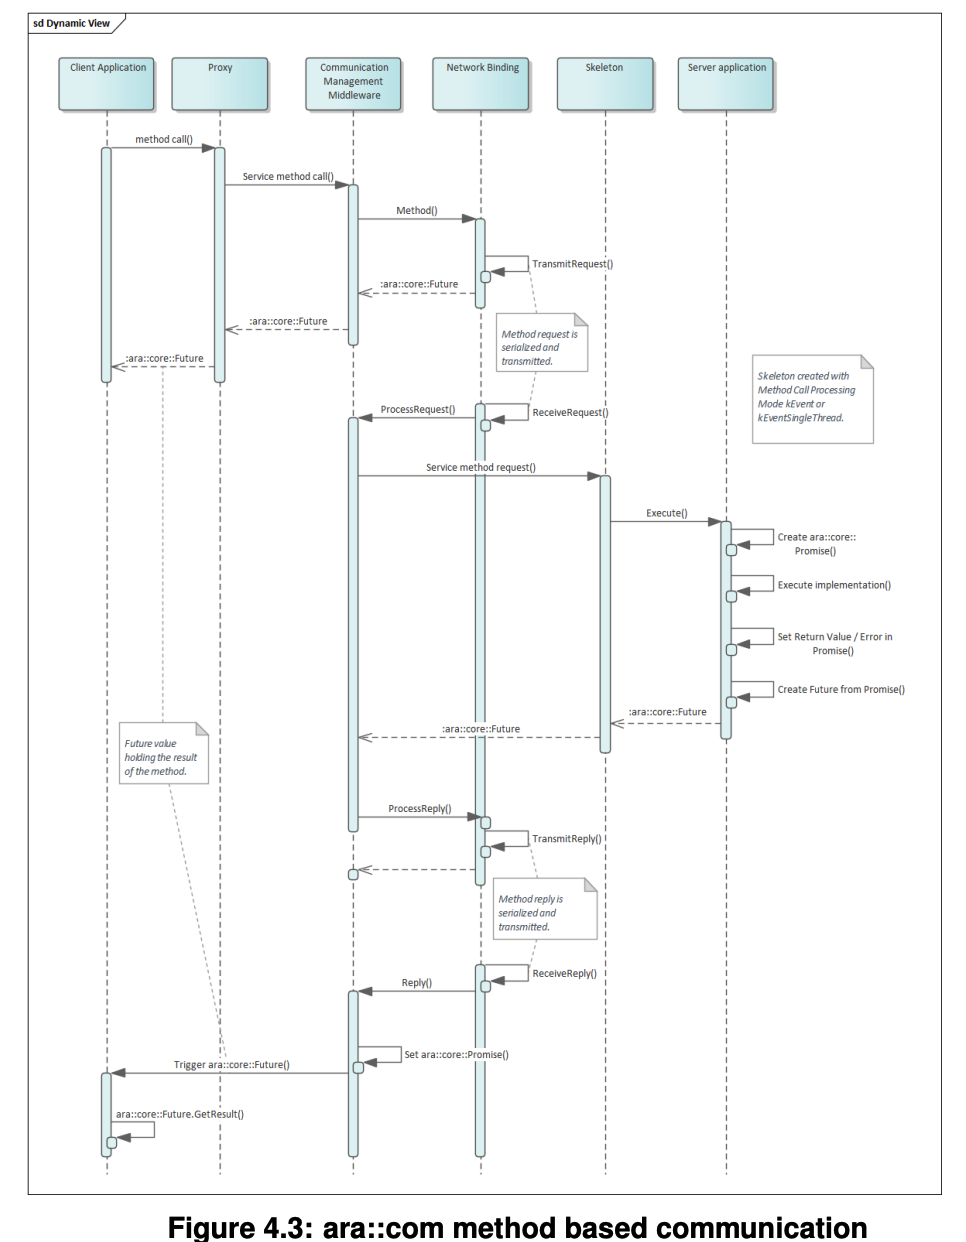 sd Dynamic View
Client Application
Proxy
Communication
Management
Middleware
Network Binding
Skeleton
Server application
method call()
Service method call()
Method()
TransmitRequest()
:ara::core::Future
:ara::core::Future
Method request is
serialized and
transmitted.
:ara::core::Future
Skeleton created with
Method Call Processing
Mode kEvent or
kEventSingleThread.
ProcessRequest()
ReceiveRequest()
Service method request()
Execute()
Create ara::core::
Promise()
Execute implementation()
Set Return Value / Error in
Promise()
Create Future from Promise()
:ara::core::Future
:ara::core::Future
Future value
holding the result
of the method.
ProcessReply()
TransmitReply()
Method reply is
serialized and
transmitted.
ReceiveReply()
Reply()
Set ara::core::Promise()
Trigger ara::core::Future()
ara::core::Future.GetResult()
Figure 4.3: ara::com method based communication